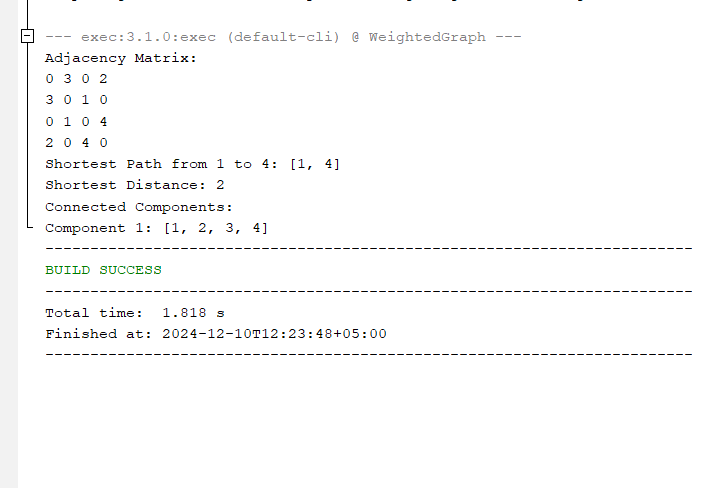 --- exec:3.1.0:exec (default-cli) @ WeightedGraph ---
Adjacency Matrix:
0 3 0 2
3 0 1 0
0 1 0 4
2 0 4 0
Shortest Path from 1 to 4: [1, 4]
Shortest Distance: 2
Connected Components:
Component 1: [1, 2, 3, 4]
------------------------------------------------------------------------
BUILD SUCCESS
------------------------------------------------------------------------
Total time:  1.818 s
Finished at: 2024-12-10T12:23:48+05:00
------------------------------------------------------------------------